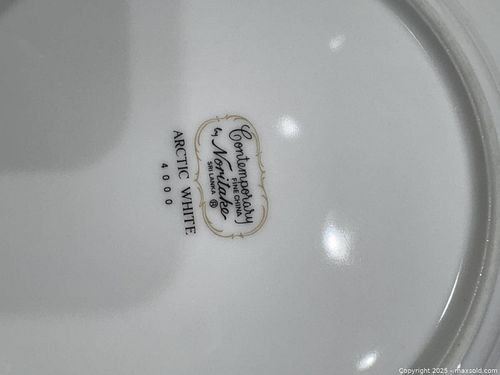 Contemporary
FINE CHINA
by Noritake
SRI LANKA
ARCTIC WHITE
4000
Copyright 2025 - maxsold.com